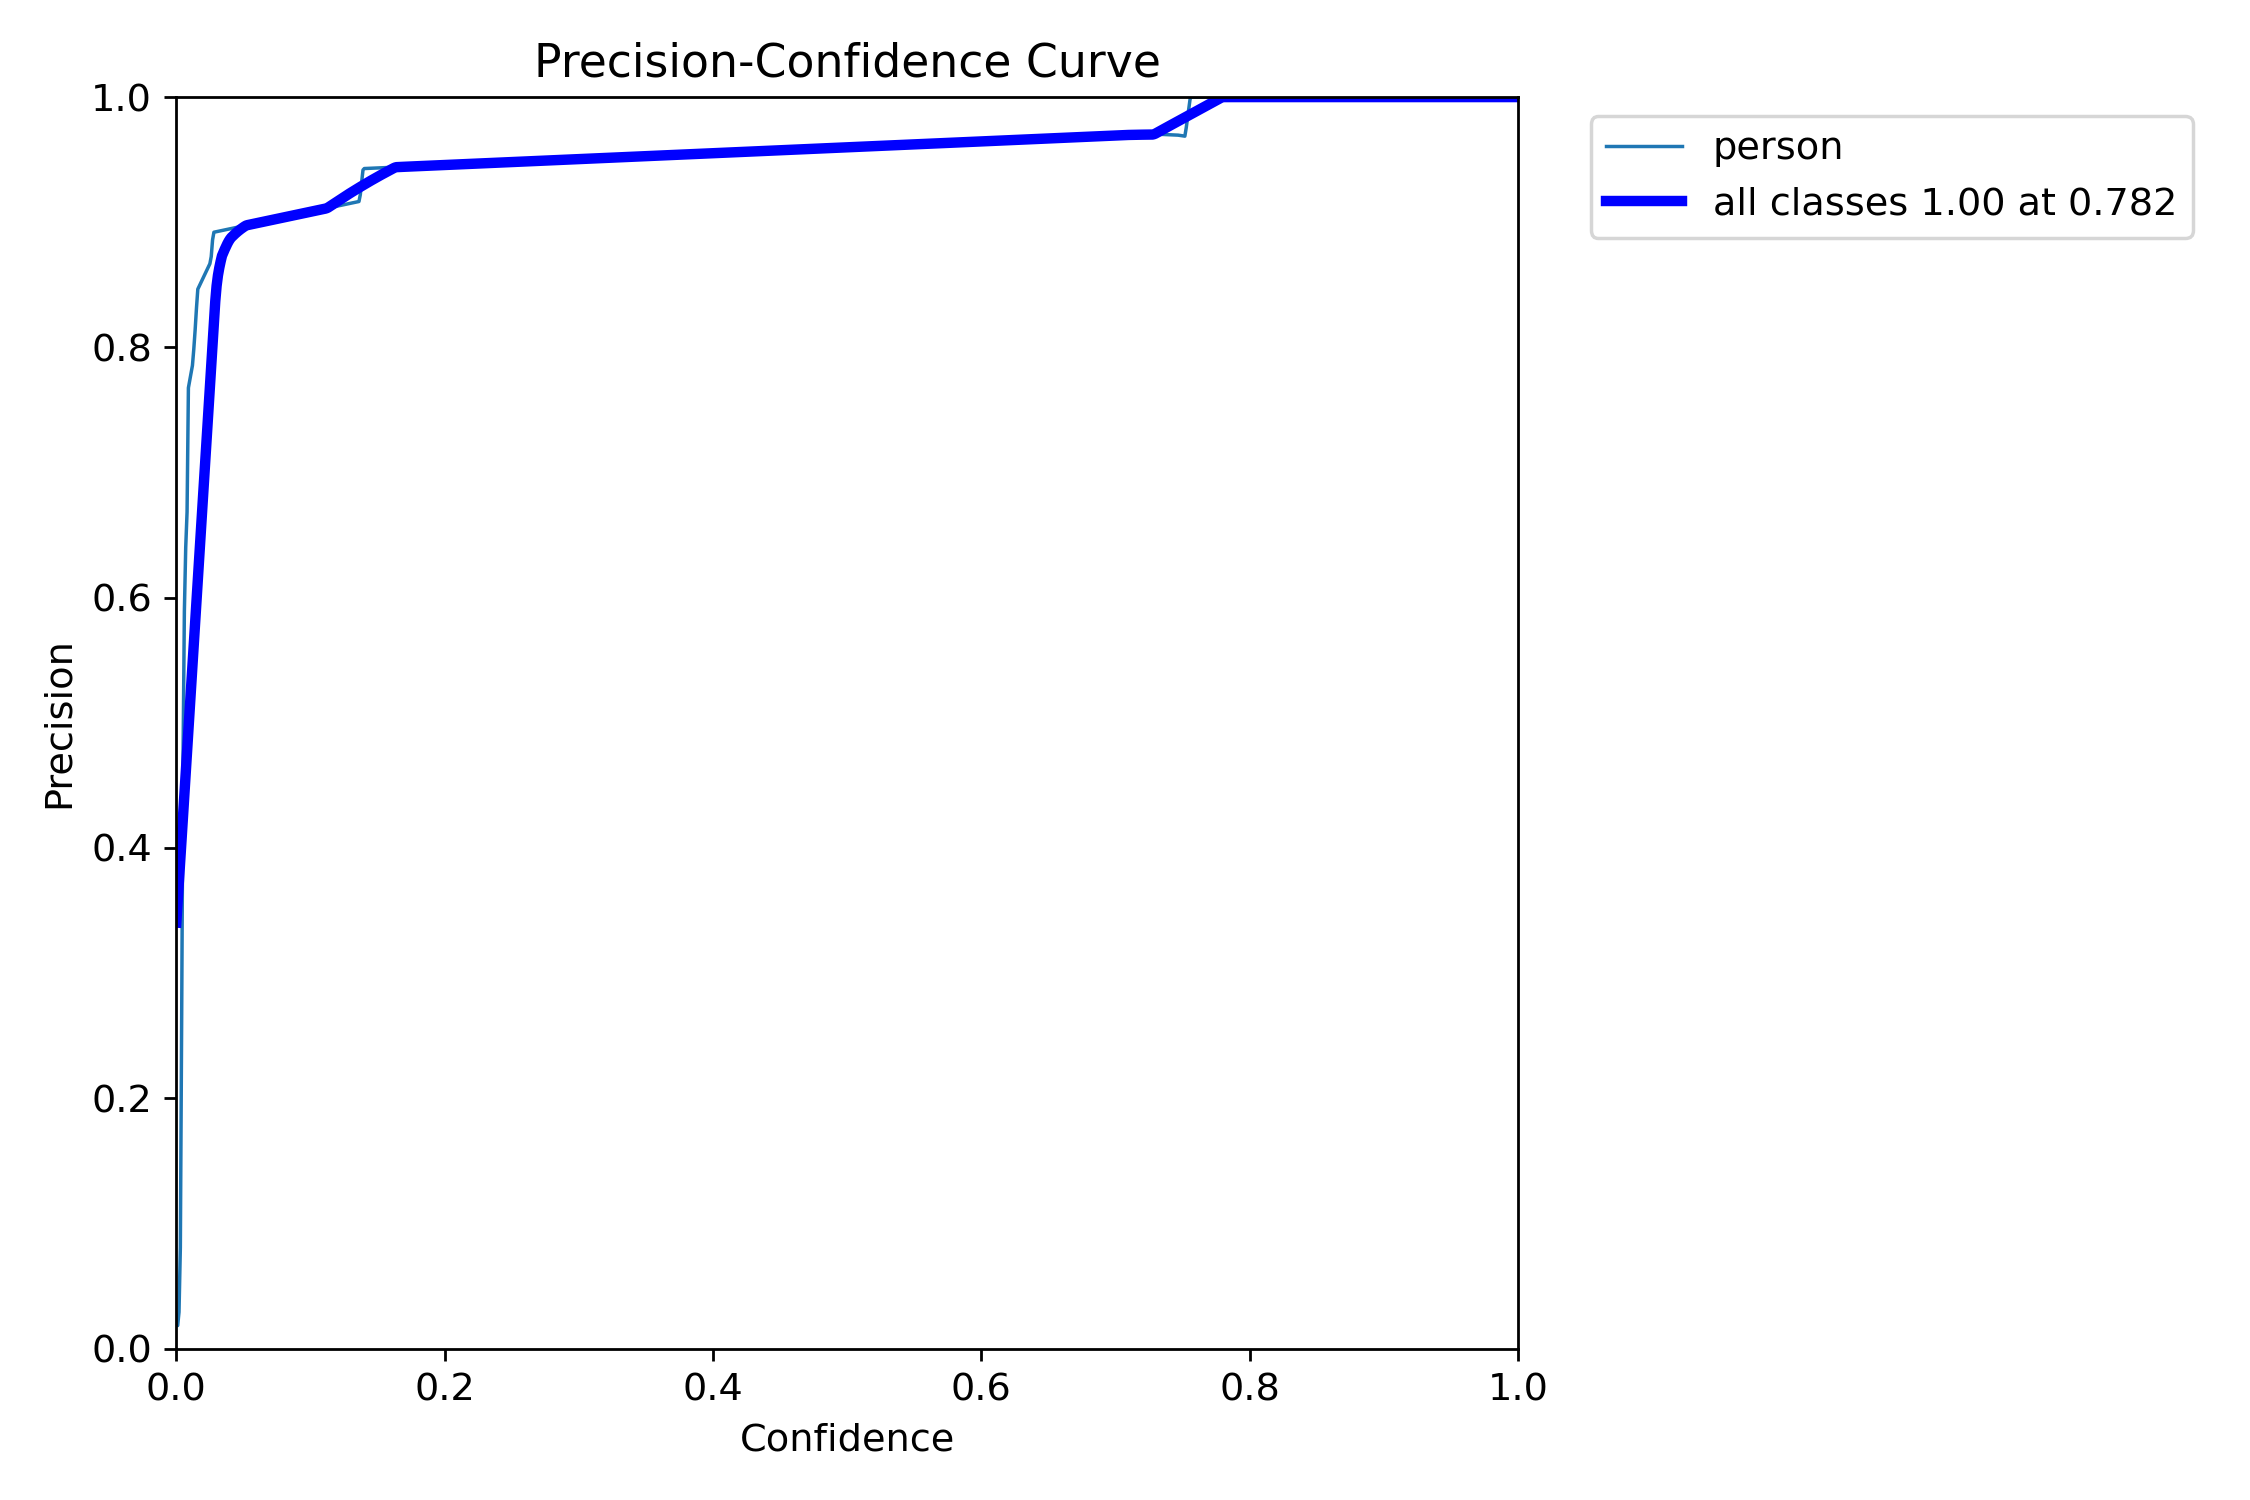 Precision-Confidence Curve
1.0
0.8
0.6
0.4
0.2
0.0
Precision
0.0 0.2 0.4 0.6 0.8 1.0
Confidence
person
all classes 1.00 at 0.782